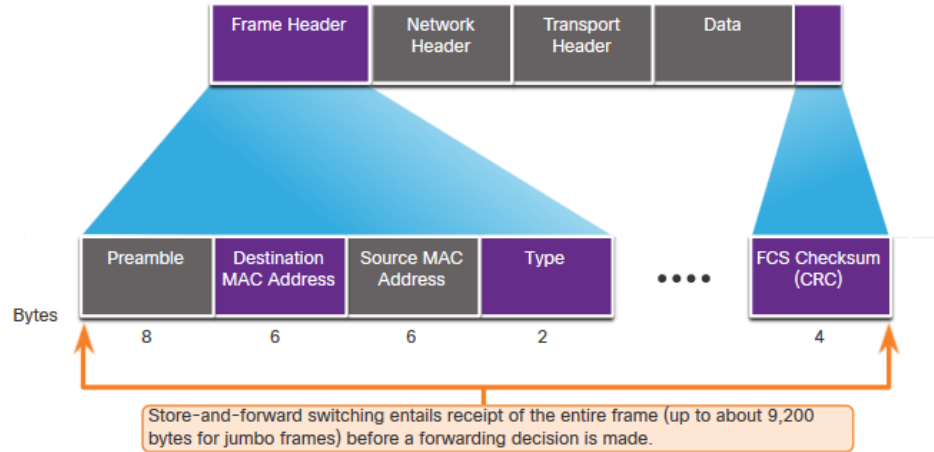 Frame Header
Network
Header
Transport
Header
Data
Preamble
Destination
MAC Address
Source MAC
Address
Type
FCS Checksum
(CRC)
Bytes
8
6
6
2
4
Store-and-forward switching entails receipt of the entire frame (up to about 9,200
bytes for jumbo frames) before a forwarding decision is made.